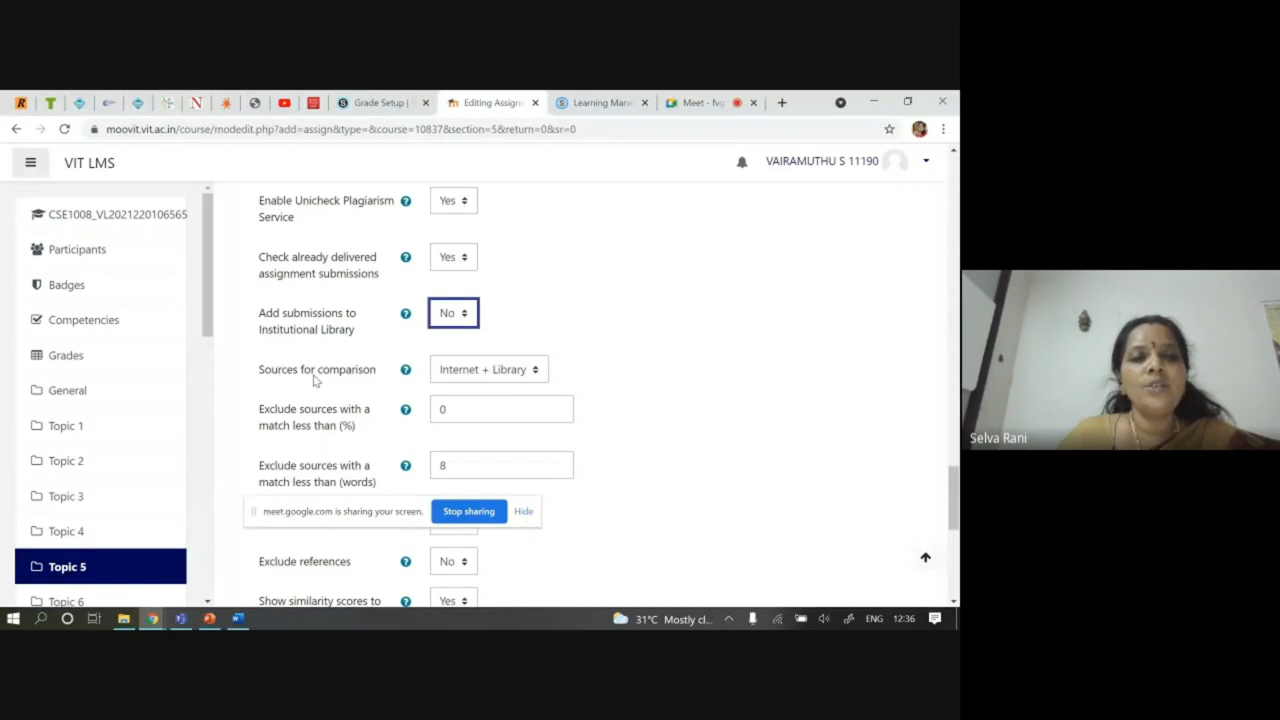 Grade Setup | S
Editing Assign
Learning Mana
Meet - fvg
moovit.vit.ac.in/course/modedit.php?add=assign&type=&course=10837&section=5&return=0&sr=0
VIT LMS
VAIRAMUTHU S 11190
CSE1008_VL2021220106565
Participants
Badges
Competencies
Grades
General
Topic 1
Topic 2
Topic 3
Topic 4
Topic 5
Topic 6
Enable Unicheck Plagiarism
Service
Yes
Check already delivered
assignment submissions
Yes
Add submissions to
Institutional Library
No
Sources for comparison
Internet + Library
Exclude sources with a
match less than (%)
0
Exclude sources with a
match less than (words)
8
meet.google.com is sharing your screen.
Stop sharing
Hide
Exclude references
No
Show similarity scores to
Yes
Selva Rani
31°C Mostly cl...
ENG
12:36